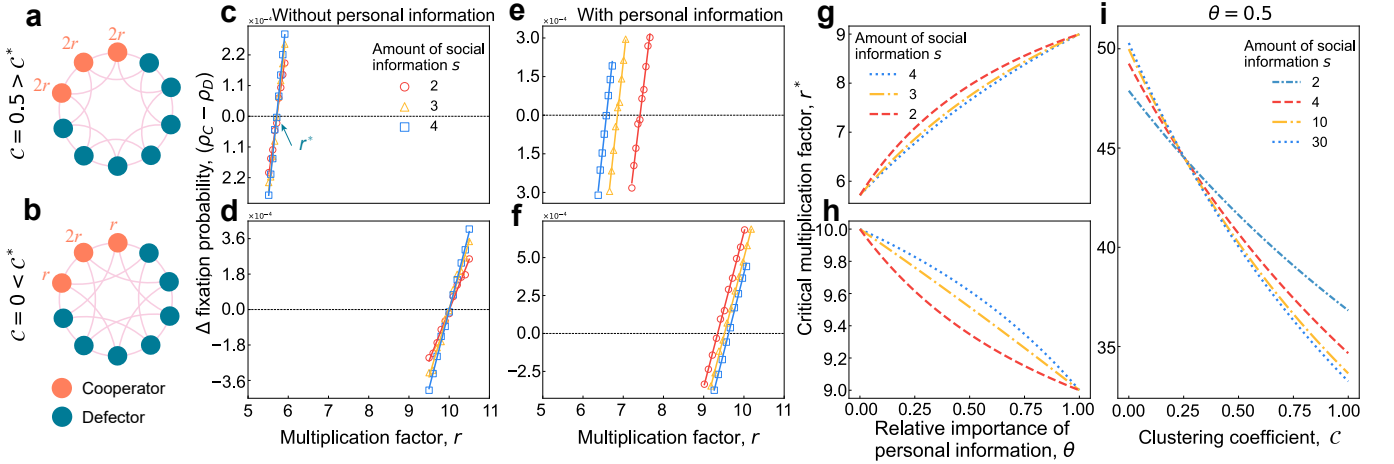 a
𝒞 = 0.5 > 𝒞*
2r
2r
2r
b
𝒞 = 0 < 𝒞*
r
2r
r
Cooperator
Defector
c
×10⁻⁴
Without personal information
Amount of social
information s
2
3
4
r*
2.2
1.1
0.0
1.1
2.2
Δ fixation probability, (ρ_C − ρ_D)
d
×10⁻⁴
3.6
1.8
0.0
−1.8
−3.6
5 6 7 8 9 10 11
Multiplication factor, r
e
×10⁻⁴
With personal information
3.0
1.5
0.0
1.5
3.0
f
×10⁻⁴
5.0
2.5
0.0
−2.5
5 6 7 8 9 10 11
Multiplication factor, r
g
Amount of social
information s
4
3
2
9
8
7
6
Critical multiplication factor, r*
h
10.0
9.8
9.6
9.4
9.2
9.0
0.00 0.25 0.50 0.75 1.00
Relative importance of
personal information, θ
i
θ = 0.5
Amount of social
information s
2
4
10
30
50
45
40
35
0.00 0.25 0.50 0.75 1.00
Clustering coefficient, 𝒞